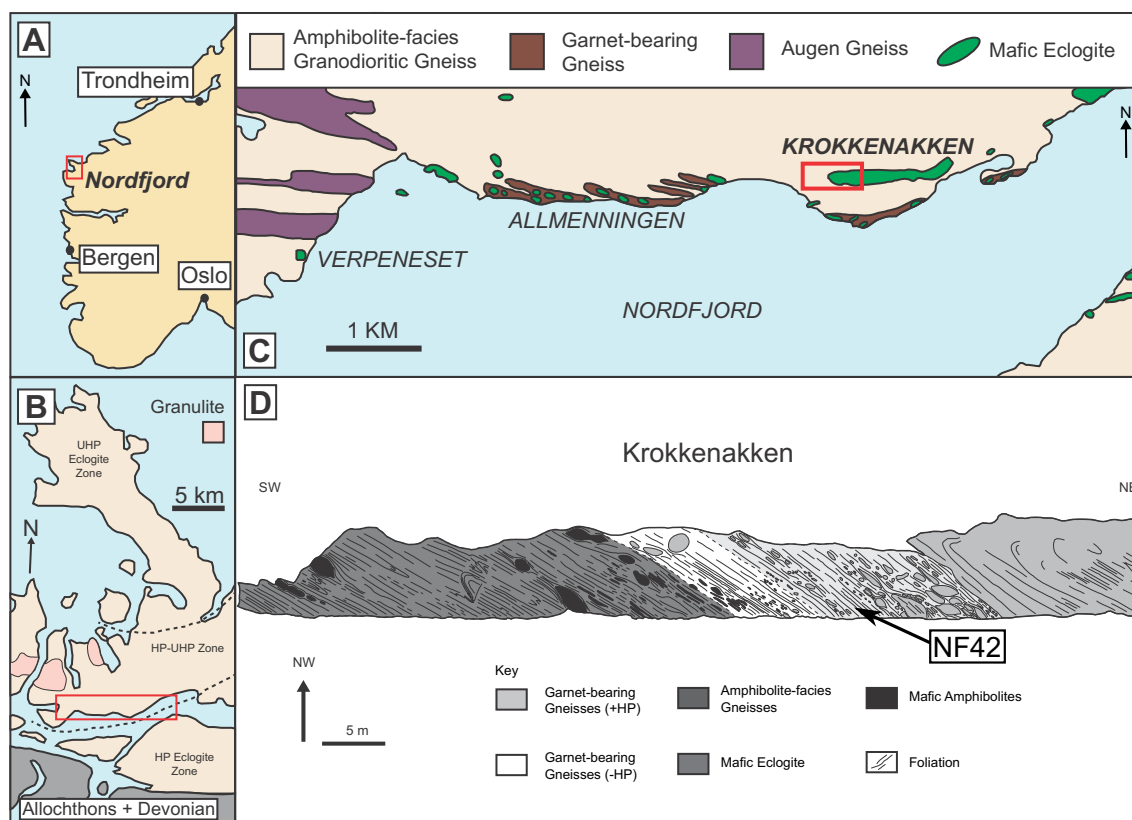 A
N
Trondheim
Nordfjord
Bergen
Oslo
Amphibolite-facies
Granodioritic Gneiss
Garnet-bearing
Gneiss
Augen Gneiss
Mafic Eclogite
N
KROKKENAKKEN
ALLMENNINGEN
VERPENESET
NORDFJORD
1 KM
C
B
Granulite
UHP
Eclogite
Zone
5 km
N
HP-UHP Zone
HP Eclogite
Zone
Allochthons + Devonian
D
Krokkenakken
SW
NE
NF42
NW
5 m
Key
Garnet-bearing
Gneisses (+HP)
Amphibolite-facies
Gneisses
Mafic Amphibolites
Garnet-bearing
Gneisses (-HP)
Mafic Eclogite
Foliation